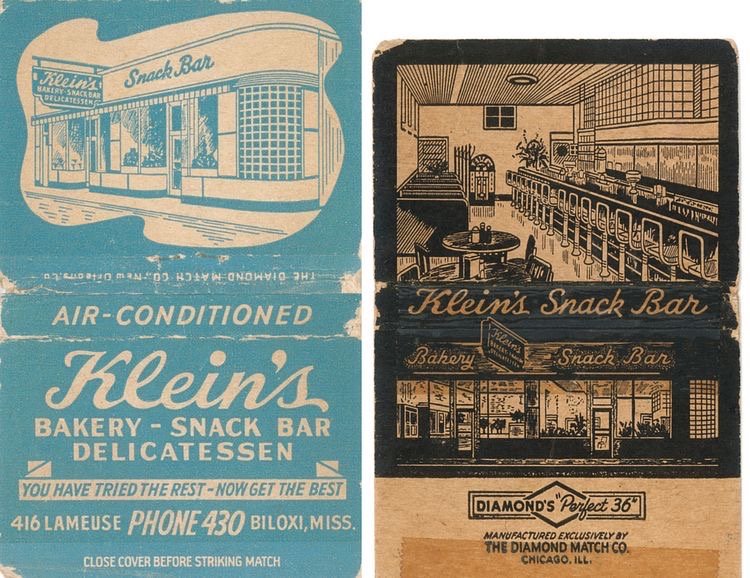 Klein's
BAKERY-SNACK BAR
DELICATESSEN
Snack Bar
THE DIAMOND MATCH CO., New Orleans, La
AIR-CONDITIONED
Klein's
BAKERY - SNACK BAR
DELICATESSEN
YOU HAVE TRIED THE REST - NOW GET THE BEST
416 LAMEUSE PHONE 430 BILOXI, MISS.
CLOSE COVER BEFORE STRIKING MATCH
Klein's Snack Bar
Klein's
Bakery Snack Bar
DIAMOND'S "Perfect 36"
MANUFACTURED EXCLUSIVELY BY
THE DIAMOND MATCH CO.
CHICAGO, ILL.